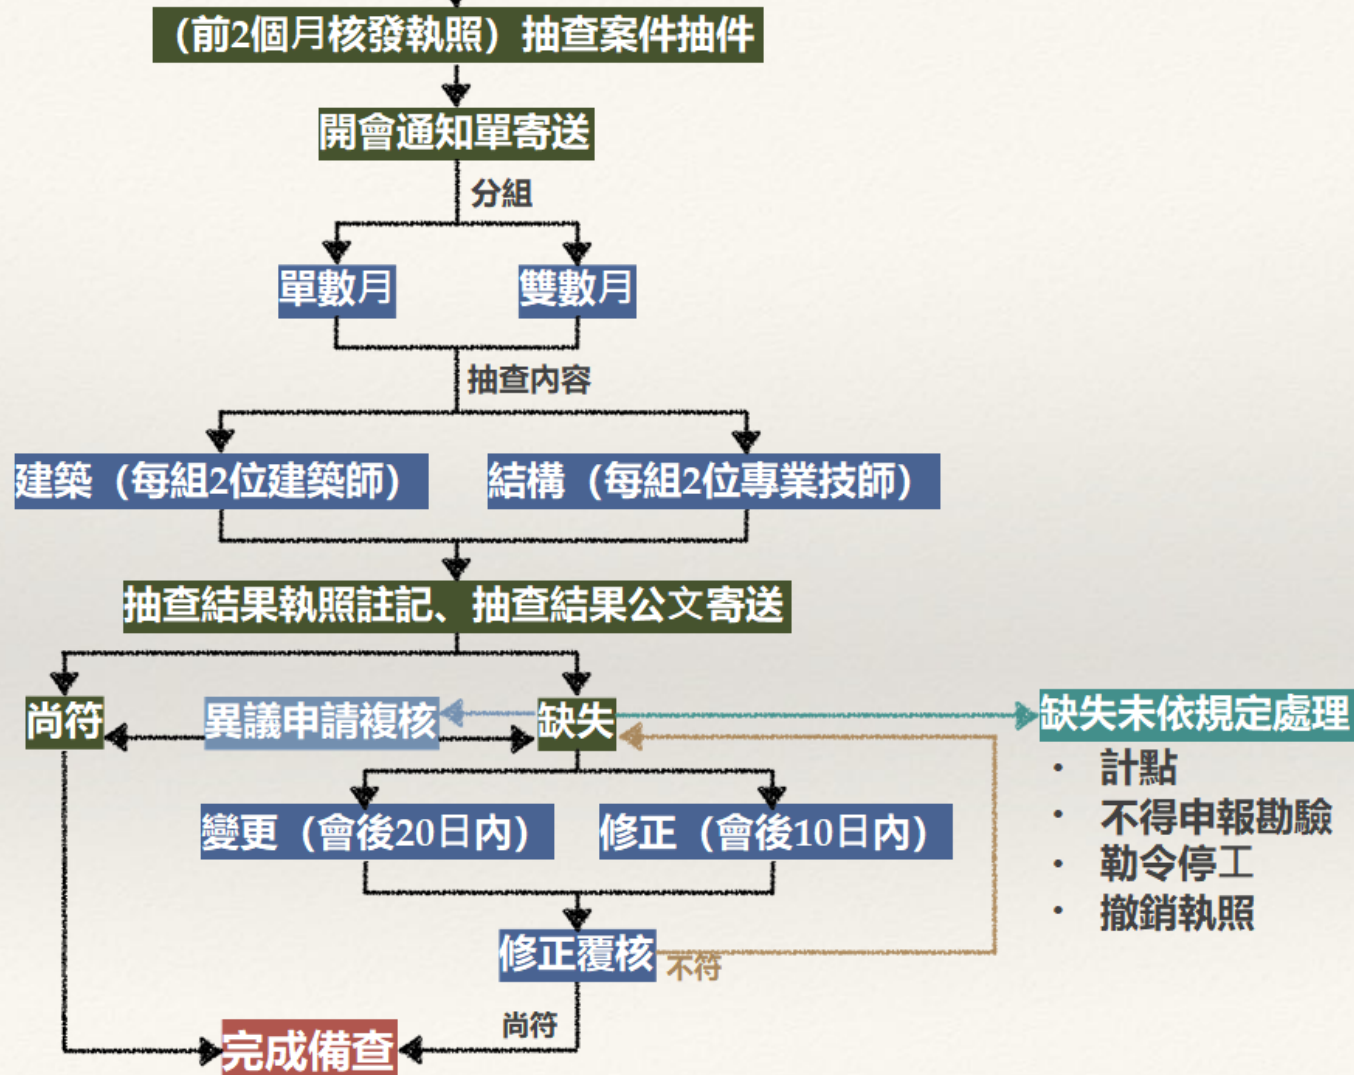 （前2個月核發執照）抽查案件抽件
開會通知單寄送
分組
單數月
雙數月
抽查內容
建築（每組2位建築師）
結構（每組2位專業技師）
抽查結果執照註記、抽查結果公文寄送
尚符
異議申請複核
缺失
缺失未依規定處理
• 計點
• 不得申報勘驗
• 勒令停工
• 撤銷執照
變更（會後20日內）
修正（會後10日內）
修正覆核
不符
尚符
完成備查